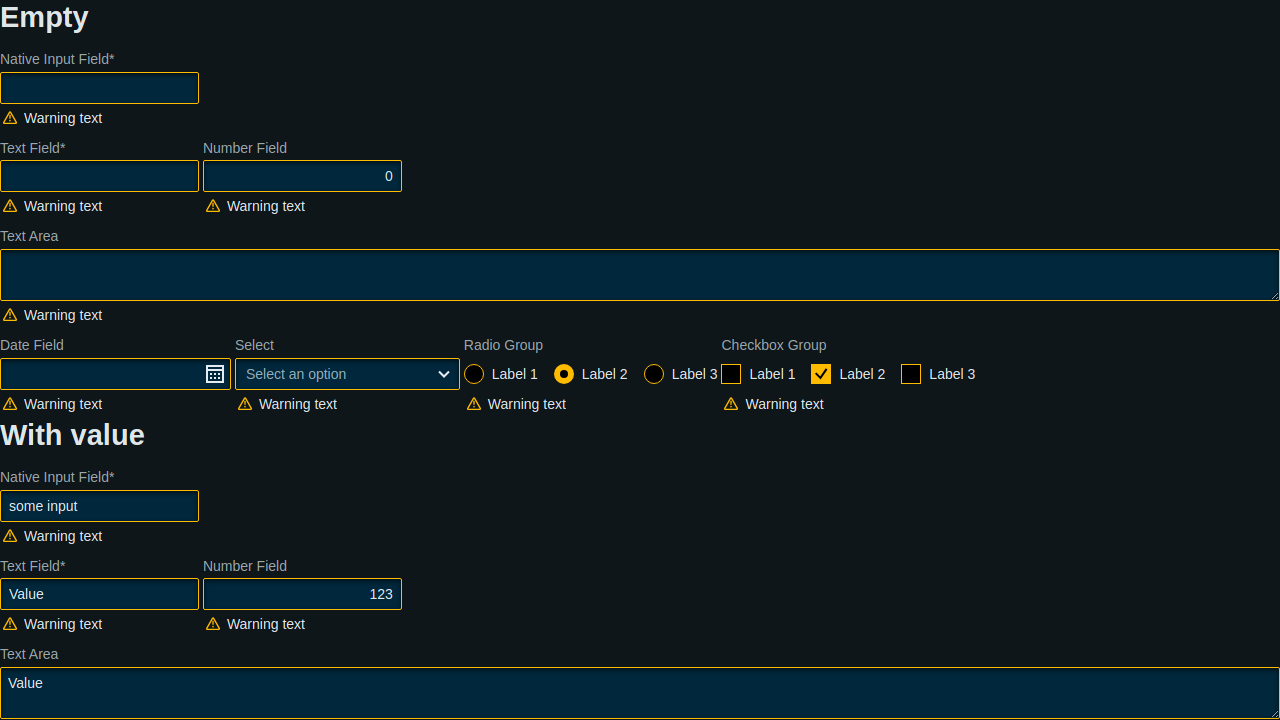 Empty
Native Input Field*
Warning text
Text Field* Number Field
0
Warning text Warning text
Text Area
Warning text
Date Field Select Radio Group Checkbox Group
Select an option Label 1 Label 2 Label 3 Label 1 Label 2 Label 3
Warning text Warning text Warning text Warning text
With value
Native Input Field*
some input
Warning text
Text Field* Number Field
Value 123
Warning text Warning text
Text Area
Value